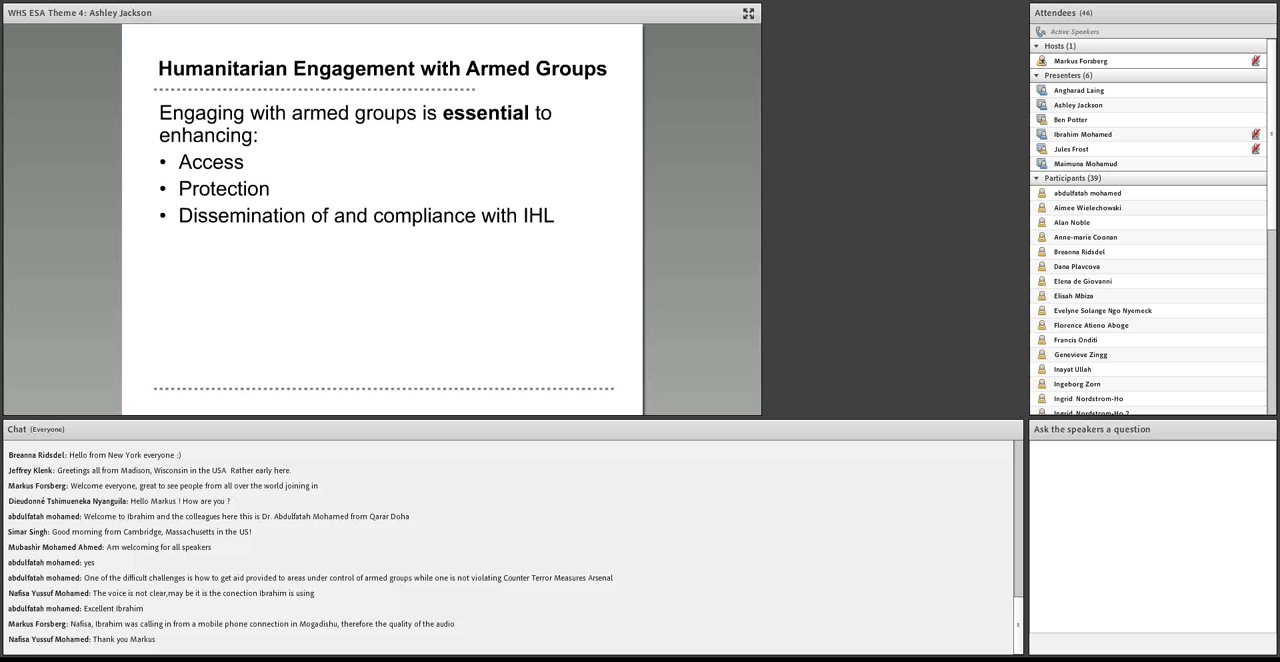 WHS ESA Theme 4: Ashley Jackson
Humanitarian Engagement with Armed Groups
Engaging with armed groups is essential to
enhancing:
• Access
• Protection
• Dissemination of and compliance with IHL
Attendees (46)
Active Speakers
Hosts (1)
Markus Forsberg
Presenters (6)
Angharad Laing
Ashley Jackson
Ben Potter
Ibrahim Mohamed
Jules Frost
Maimuna Mohamud
Participants (39)
abdulfatah mohamed
Aimee Wielechowski
Alan Noble
Anne-marie Coonan
Breanna Ridsdel
Dana Plavcova
Elena de Giovanni
Elisah Mbiza
Evelyne Solange Ngo Nyemeck
Florence Atieno Aboge
Francis Onditi
Genevieve Zingg
Inayat Ullah
Ingeborg Zorn
Ingrid Nordstrom-Ho
Ingrid Nordstrom-Ho 2
Chat (Everyone)
Breanna Ridsdel: Hello from New York everyone :)
Jeffrey Klenk: Greetings all from Madison, Wisconsin in the USA  Rather early here.
Markus Forsberg: Welcome everyone, great to see people from all over the world joining in
Dieudonné Tshimueneka Nyanguila: Hello Markus ! How are you ?
abdulfatah mohamed: Welcome to Ibrahim and the colleagues here this is Dr. Abdulfatah Mohamed from Qarar Doha
Simar Singh: Good morning from Cambridge, Massachusetts in the US!
Mubashir Mohamed Ahmed: Am welcoming for all speakers
abdulfatah mohamed: yes
abdulfatah mohamed: One of the difficult challenges is how to get aid provided to areas under control of armed groups while one is not violating Counter Terror Measures Arsenal
Nafisa Yussuf Mohamed: The voice is not clear,may be it is the conection Ibrahim is using
abdulfatah mohamed: Excellent Ibrahim
Markus Forsberg: Nafisa, Ibrahim was calling in from a mobile phone connection in Mogadishu, therefore the quality of the audio
Nafisa Yussuf Mohamed: Thank you Markus
Ask the speakers a question